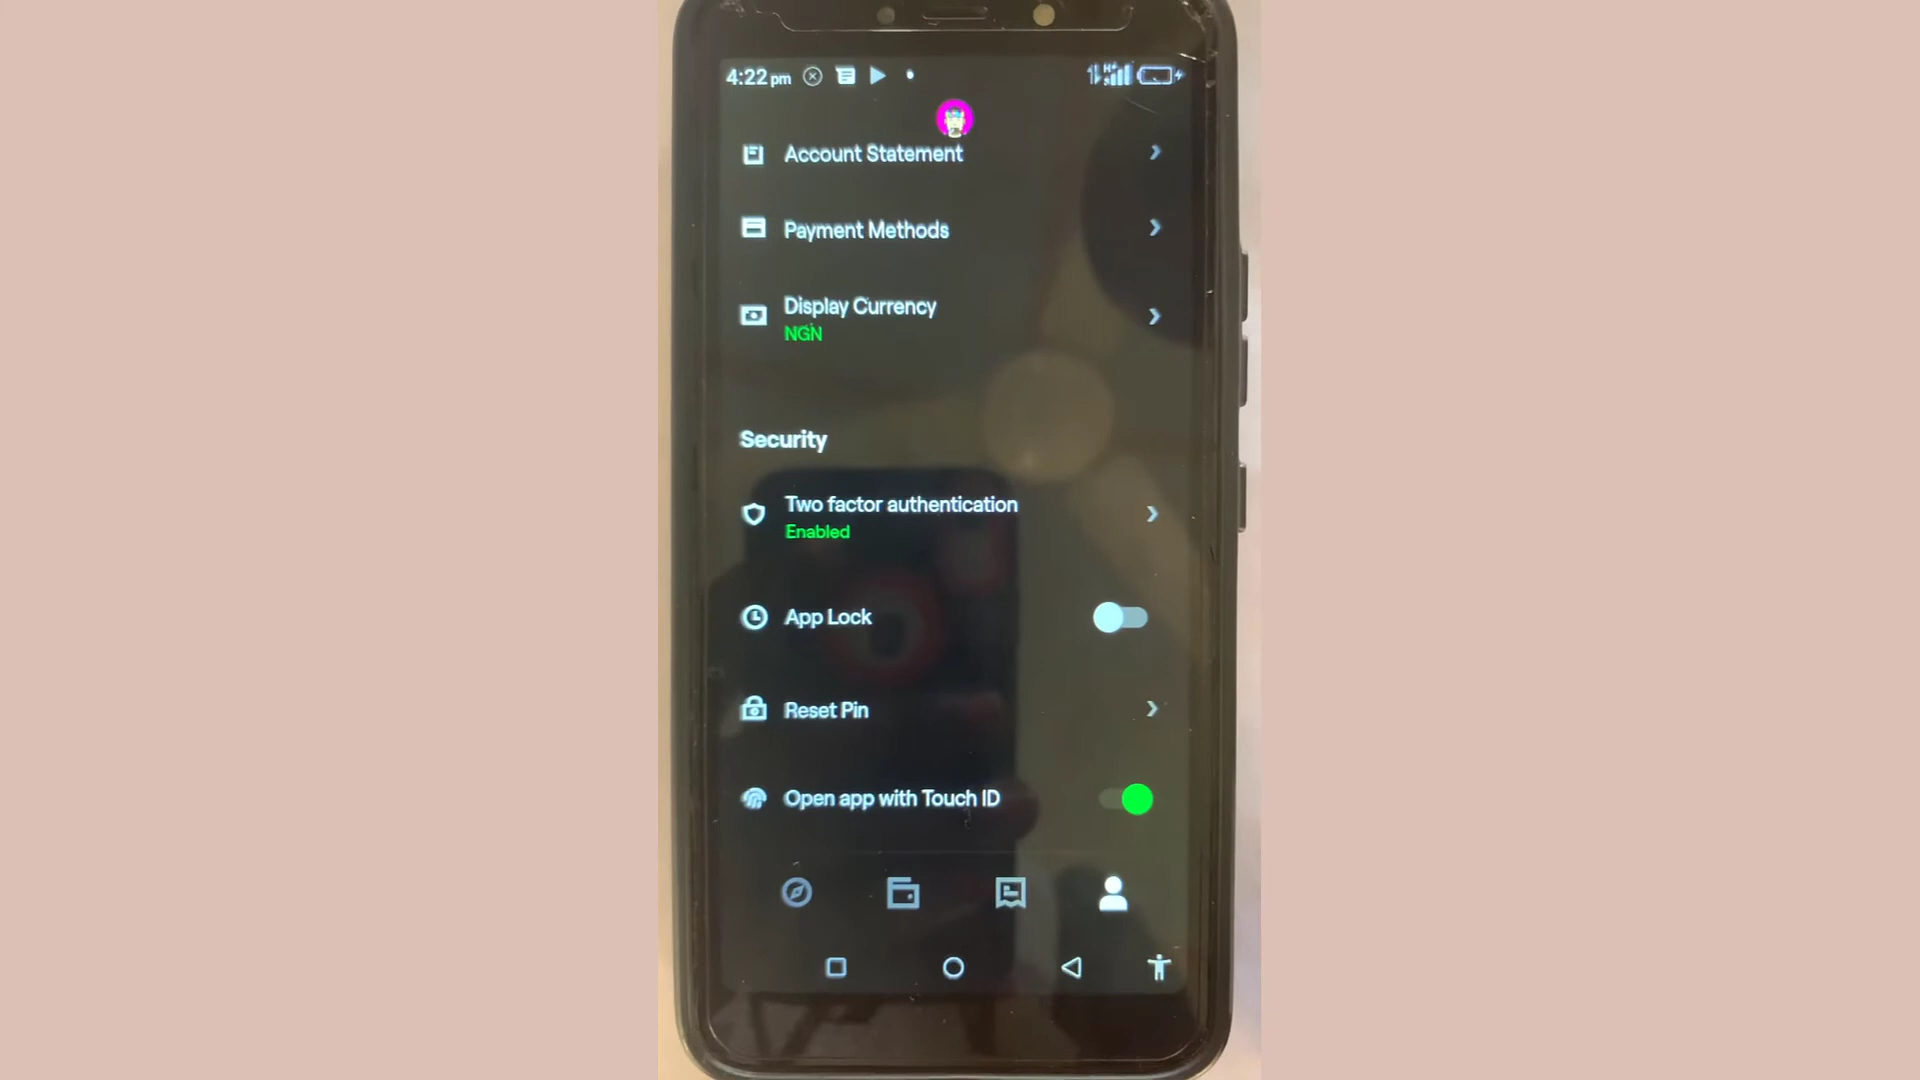 4:22 pm
Account Statement
Payment Methods
Display Currency
NGN
Security
Two factor authentication
Enabled
App Lock
Reset Pin
Open app with Touch ID